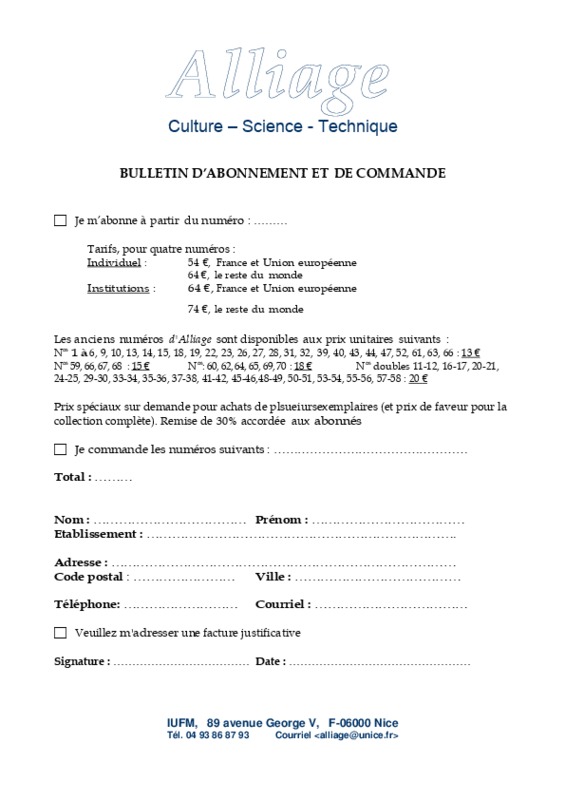 Alliage
Culture – Science - Technique
BULLETIN D'ABONNEMENT ET DE COMMANDE
Je m'abonne à partir du numéro : ………
Tarifs, pour quatre numéros :
Individuel : 54 €, France et Union européenne
64€, le reste du monde
Institutions : 64 €, France et Union européenne
74 €, le reste du monde
Les anciens numéros d'Alliage sont disponibles aux prix unitaires suivants :
Nos 1 à 6, 9, 10, 13, 14, 15, 18, 19, 22, 23, 26, 27, 28, 31, 32, 39, 40, 43, 44, 47, 52, 61, 63, 66 : 13 €
Nos 59, 66, 67, 68 : 15 € Nos: 60, 62, 64, 65, 69, 70 : 18 € Nos doubles 11-12, 16-17, 20-21,
24-25, 29-30, 33-34, 35-36, 37-38, 41-42, 45-46,48-49, 50-51, 53-54, 55-56, 57-58 : 20 €
Prix spéciaux sur demande pour achats de plsueiursexemplaires (et prix de faveur pour la
collection complète). Remise de 30% accordée aux abonnés
Je commande les numéros suivants : …………………………………………
Total : ………
Nom : ………………………………… Prénom : …………………………………
Etablissement : ……………………………………………………………………
Adresse : ……………………………………………………………………………
Code postal : ……………………… Ville : ……………………………………
Téléphone: ………………………… Courriel : …………………………………
Veuillez m'adresser une facture justificative
Signature : ……………………………… Date : …………………………………………
IUFM, 89 avenue George V, F-06000 Nice
Tél. 04 93 86 87 93 Courriel <alliage@unice.fr>